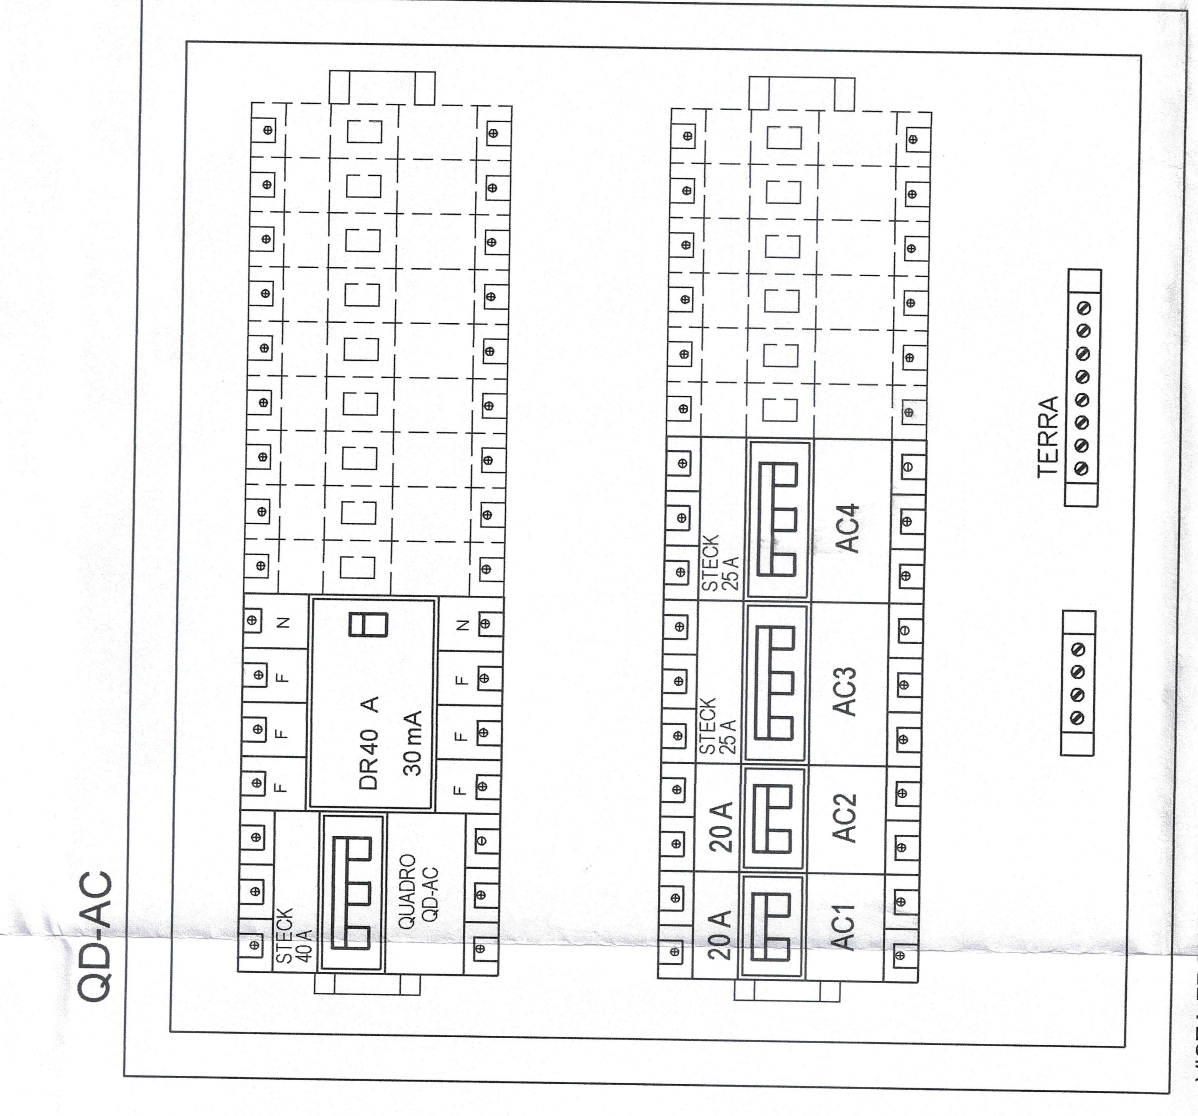 QD-AC
STECK
40 A
QUADRO
QD-AC
F
F
F
N
DR40 A
30 mA
F
F
F
N
20 A
AC1
20 A
AC2
STECK
25 A
AC3
STECK
25 A
AC4
TERRA